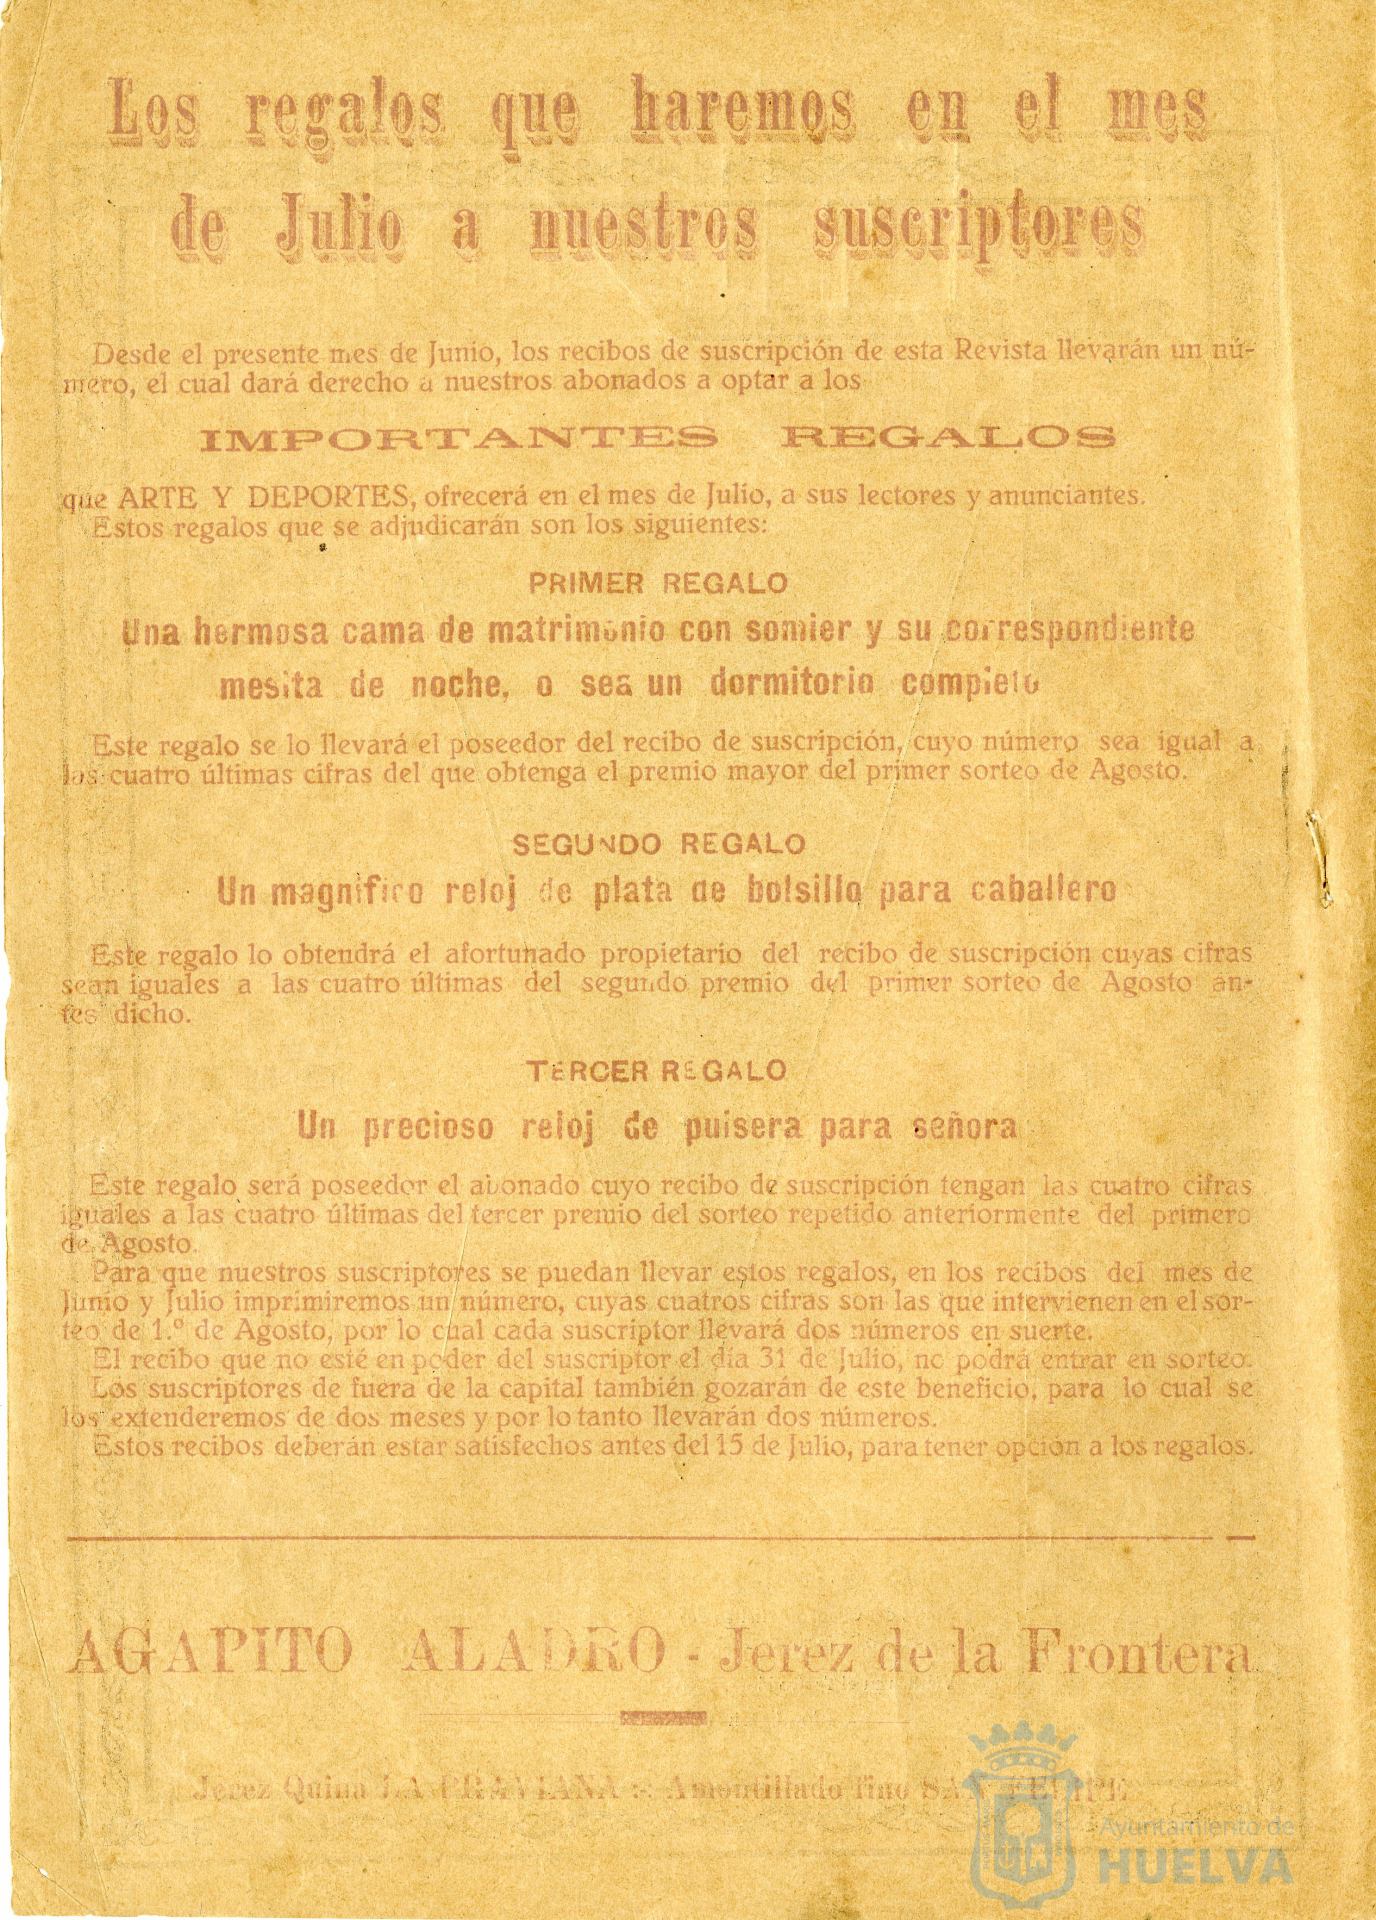 Los regalos que haremos en el mes
de Julio a nuestros suscriptores
Desde el presente mes de Junio, los recibos de suscripción de esta Revista llevarán un nú-
mero, el cual dará derecho a nuestros abonados a optar a los
IMPORTANTES REGALOS
que ARTE Y DEPORTES, ofrecerá en el mes de Julio, a sus lectores y anunciantes.
Estos regalos que se adjudicarán son los siguientes:
PRIMER REGALO
Una hermosa cama de matrimonio con somier y su correspondiente
mesita de noche, o sea un dormitorio completo
Este regalo se lo llevará el poseedor del recibo de suscripción, cuyo número sea igual a
las cuatro últimas cifras del que obtenga el premio mayor del primer sorteo de Agosto.
SEGUNDO REGALO
Un magnífico reloj de plata de bolsillo para caballero
Este regalo lo obtendrá el afortunado propietario del recibo de suscripción cuyas cifras
sean iguales a las cuatro últimas del segundo premio del primer sorteo de Agosto an-
tes dicho.
TERCER REGALO
Un precioso reloj de pulsera para señora
Este regalo será poseedor el abonado cuyo recibo de suscripción tengan las cuatro cifras
iguales a las cuatro últimas del tercer premio del sorteo repetido anteriormente del primero
de Agosto.
Para que nuestros suscriptores se puedan llevar estos regalos, en los recibos del mes de
Junio y Julio imprimiremos un número, cuyas cuatros cifras son las que intervienen en el sor-
teo de 1.º de Agosto, por lo cual cada suscriptor llevará dos números en suerte.
El recibo que no esté en poder del suscriptor el día 31 de Julio, no podrá entrar en sorteo.
Los suscriptores de fuera de la capital también gozarán de este beneficio, para lo cual se
los extenderemos de dos meses y por lo tanto llevarán dos números.
Estos recibos deberán estar satisfechos antes del 15 de Julio, para tener opción a los regalos.
AGAPITO ALADRO - Jerez de la Frontera
Jerez Quina LA PRAVIANA :-: Amontillado fino SAN FELIPE
Ayuntamiento de
HUELVA